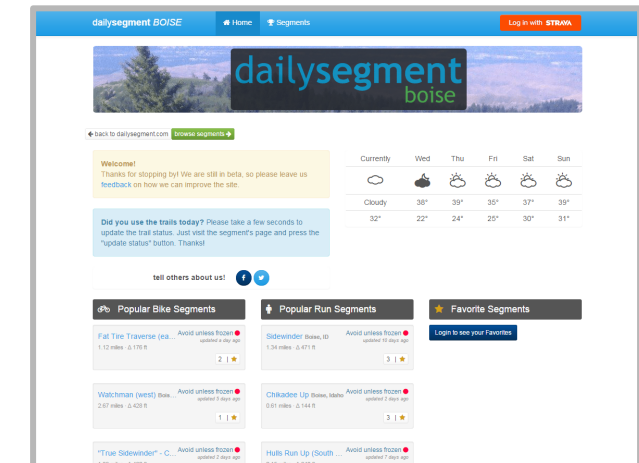 dailysegment BOISE
Home
Segments
Log in with STRAVA
dailysegment
boise
back to dailysegment.com
browse segments
Welcome!
Thanks for stopping by! We are still in beta, so please leave us
feedback on how we can improve the site.
Currently Wed Thu Fri Sat Sun
Cloudy 38° 39° 35° 37° 39°
32° 22° 24° 25° 30° 31°
Did you use the trails today? Please take a few seconds to
update the trail status. Just visit the segment's page and press the
"update status" button. Thanks!
tell others about us!
Popular Bike Segments
Fat Tire Traverse (ea... Avoid unless frozen
updated a day ago
1.12 miles · Δ 176 ft
2 |
Watchman (west) Bois... Avoid unless frozen
updated 3 days ago
2.67 miles · Δ 428 ft
1 |
"True Sidewinder" - C... Avoid unless frozen
updated 2 days ago
Popular Run Segments
Sidewinder Boise, ID Avoid unless frozen
updated 10 days ago
1.34 miles · Δ 471 ft
3 |
Chikadee Up Boise, Idaho Avoid unless frozen
updated 2 days ago
0.61 miles · Δ 144 ft
3 |
Hulls Run Up (South ... Avoid unless frozen
updated 7 days ago
Favorite Segments
Login to see your Favorites